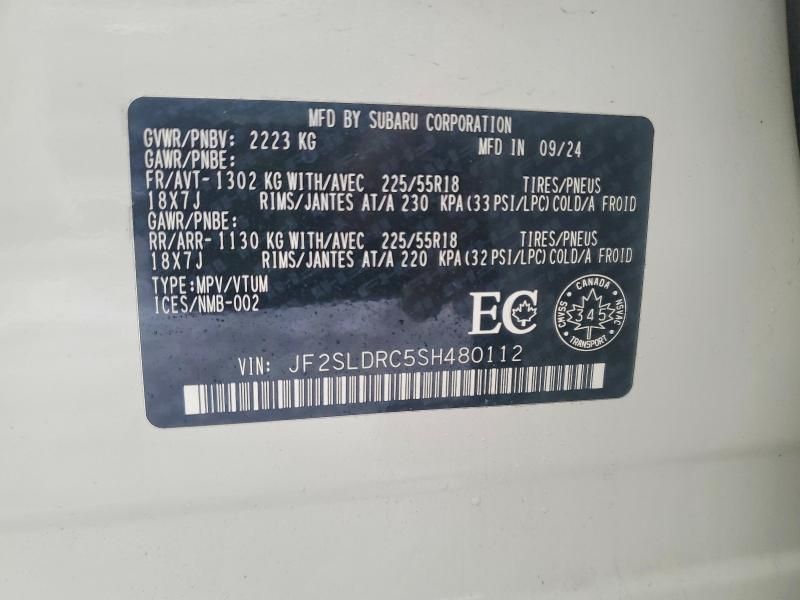 MFD BY SUBARU CORPORATION
GVWR/PNBV: 2223 KG MFD IN 09/24
GAWR/PNBE:
FR/AVT-1302 KG WITH/AVEC 225/55R18 TIRES/PNEUS
18X7J RIMS/JANTES AT/A 230 KPA (33 PSI/LPC) COLD/A FROID
GAWR/PNBE:
RR/ARR-1130 KG WITH/AVEC 225/55R18 TIRES/PNEUS
18X7J RIMS/JANTES AT/A 220 KPA (32 PSI/LPC) COLD/A FROID
TYPE:MPV/VTUM
ICES/NMB-002
EC
CANADA
CMVSS 345 NSVAC
TRANSPORT
VIN: JF2SLDRC5SH480112